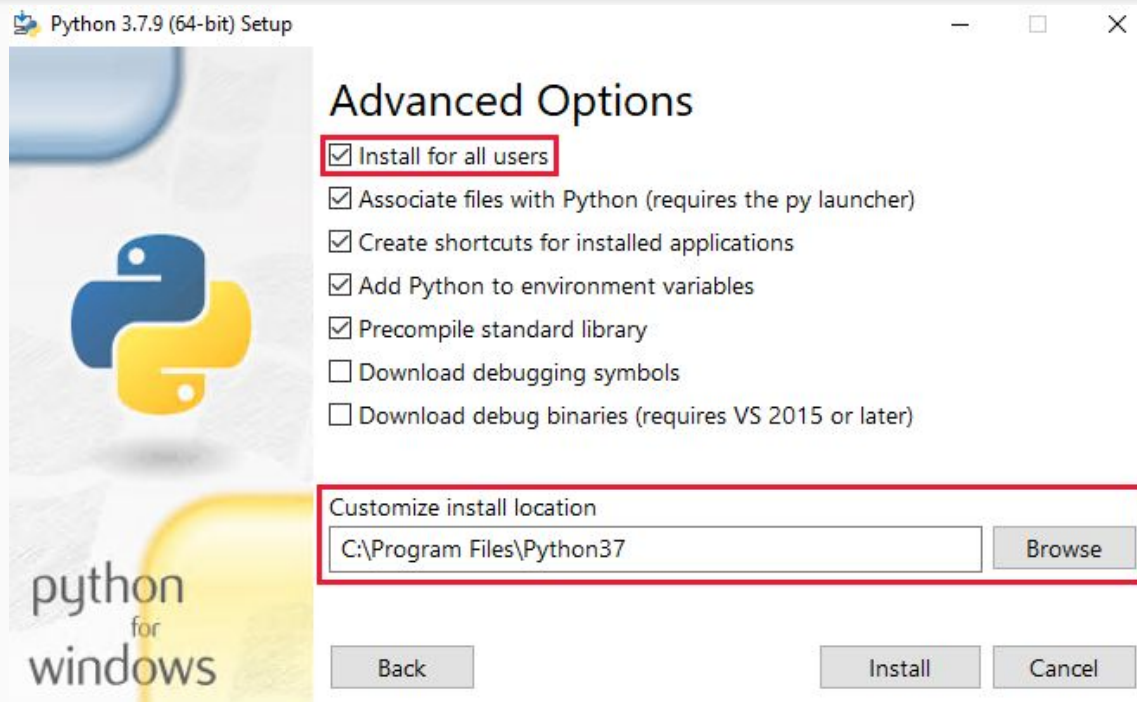 Python 3.7.9 (64-bit) Setup
Advanced Options
Install for all users
Associate files with Python (requires the py launcher)
Create shortcuts for installed applications
Add Python to environment variables
Precompile standard library
Download debugging symbols
Download debug binaries (requires VS 2015 or later)
Customize install location
C:\Program Files\Python37
Browse
python
for
windows
Back
Install
Cancel